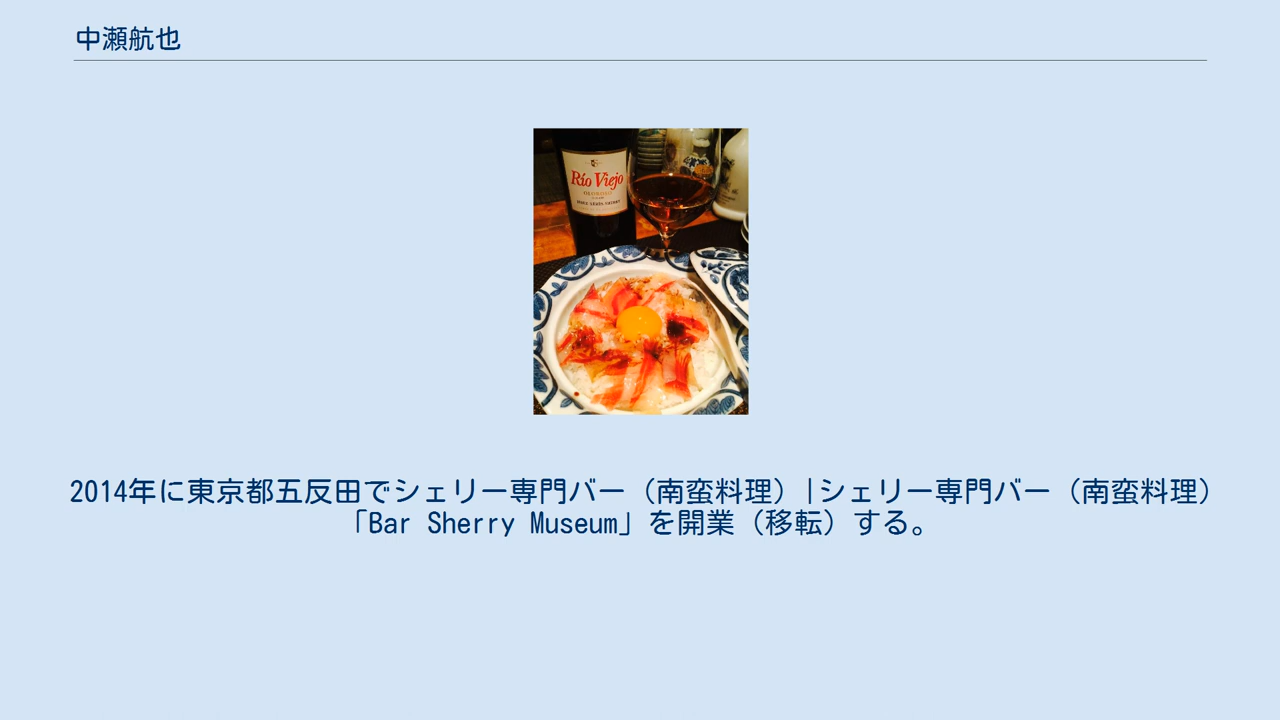 中瀬航也
Río Viejo
OLOROSO
2014年に東京都五反田でシェリー専門バー（南蛮料理）|シェリー専門バー（南蛮料理）
「Bar Sherry Museum」を開業（移転）する。